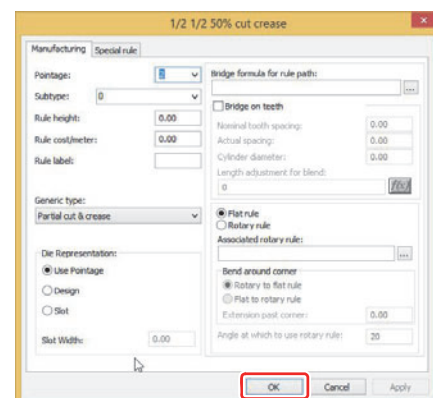 1/2 1/2 50% cut crease
Manufacturing Special rule
Pointage: 2
Subtype: 0
Rule height: 0.00
Rule cost/meter: 0.00
Rule label:
Generic type:
Partial cut & crease
Die Representation:
Use Pointage
Design
Slot
Slot Width: 0.00
Bridge formula for rule path:
...
Bridge on teeth
Nominal tooth spacing: 0.00
Actual spacing: 0.00
Cylinder diameter: 0.00
Length adjustment for blend:
0 f(x)
Flat rule
Rotary rule
Associated rotary rule:
...
Bend around corner
Rotary to flat rule
Flat to rotary rule
Extension past corner: 0.00
Angle at which to use rotary rule: 20
OK Cancel Apply